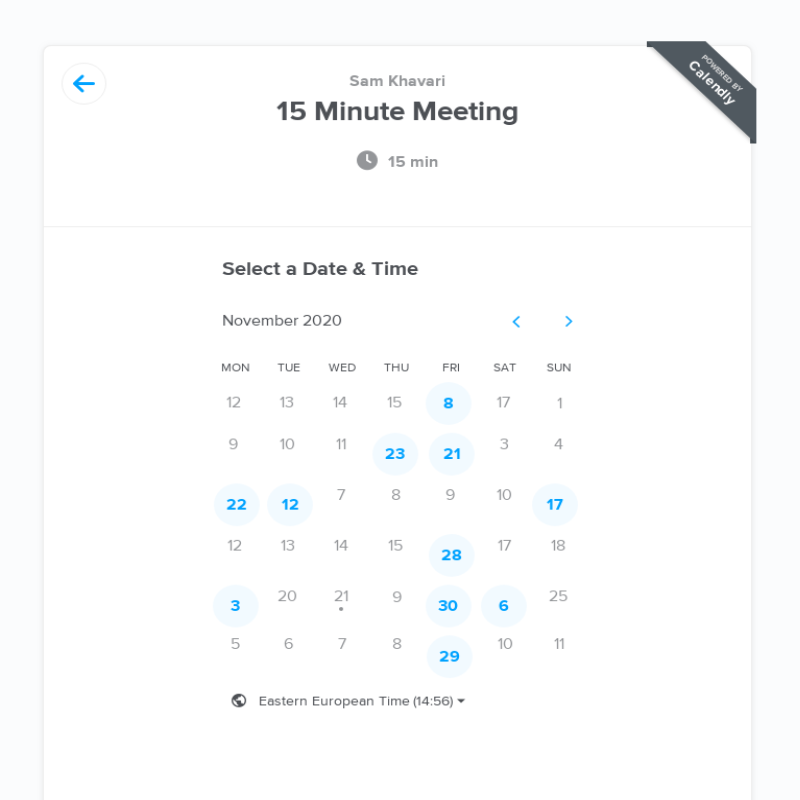 POWERED BY
Calendly
Sam Khavari
15 Minute Meeting
15 min
Select a Date & Time
November 2020
MON TUE WED THU FRI SAT SUN
12 13 14 15 8 17 1
9 10 11 23 21 3 4
22 12 7 8 9 10 17
12 13 14 15 28 17 18
3 20 21 9 30 6 25
5 6 7 8 29 10 11
Eastern European Time (14:56)